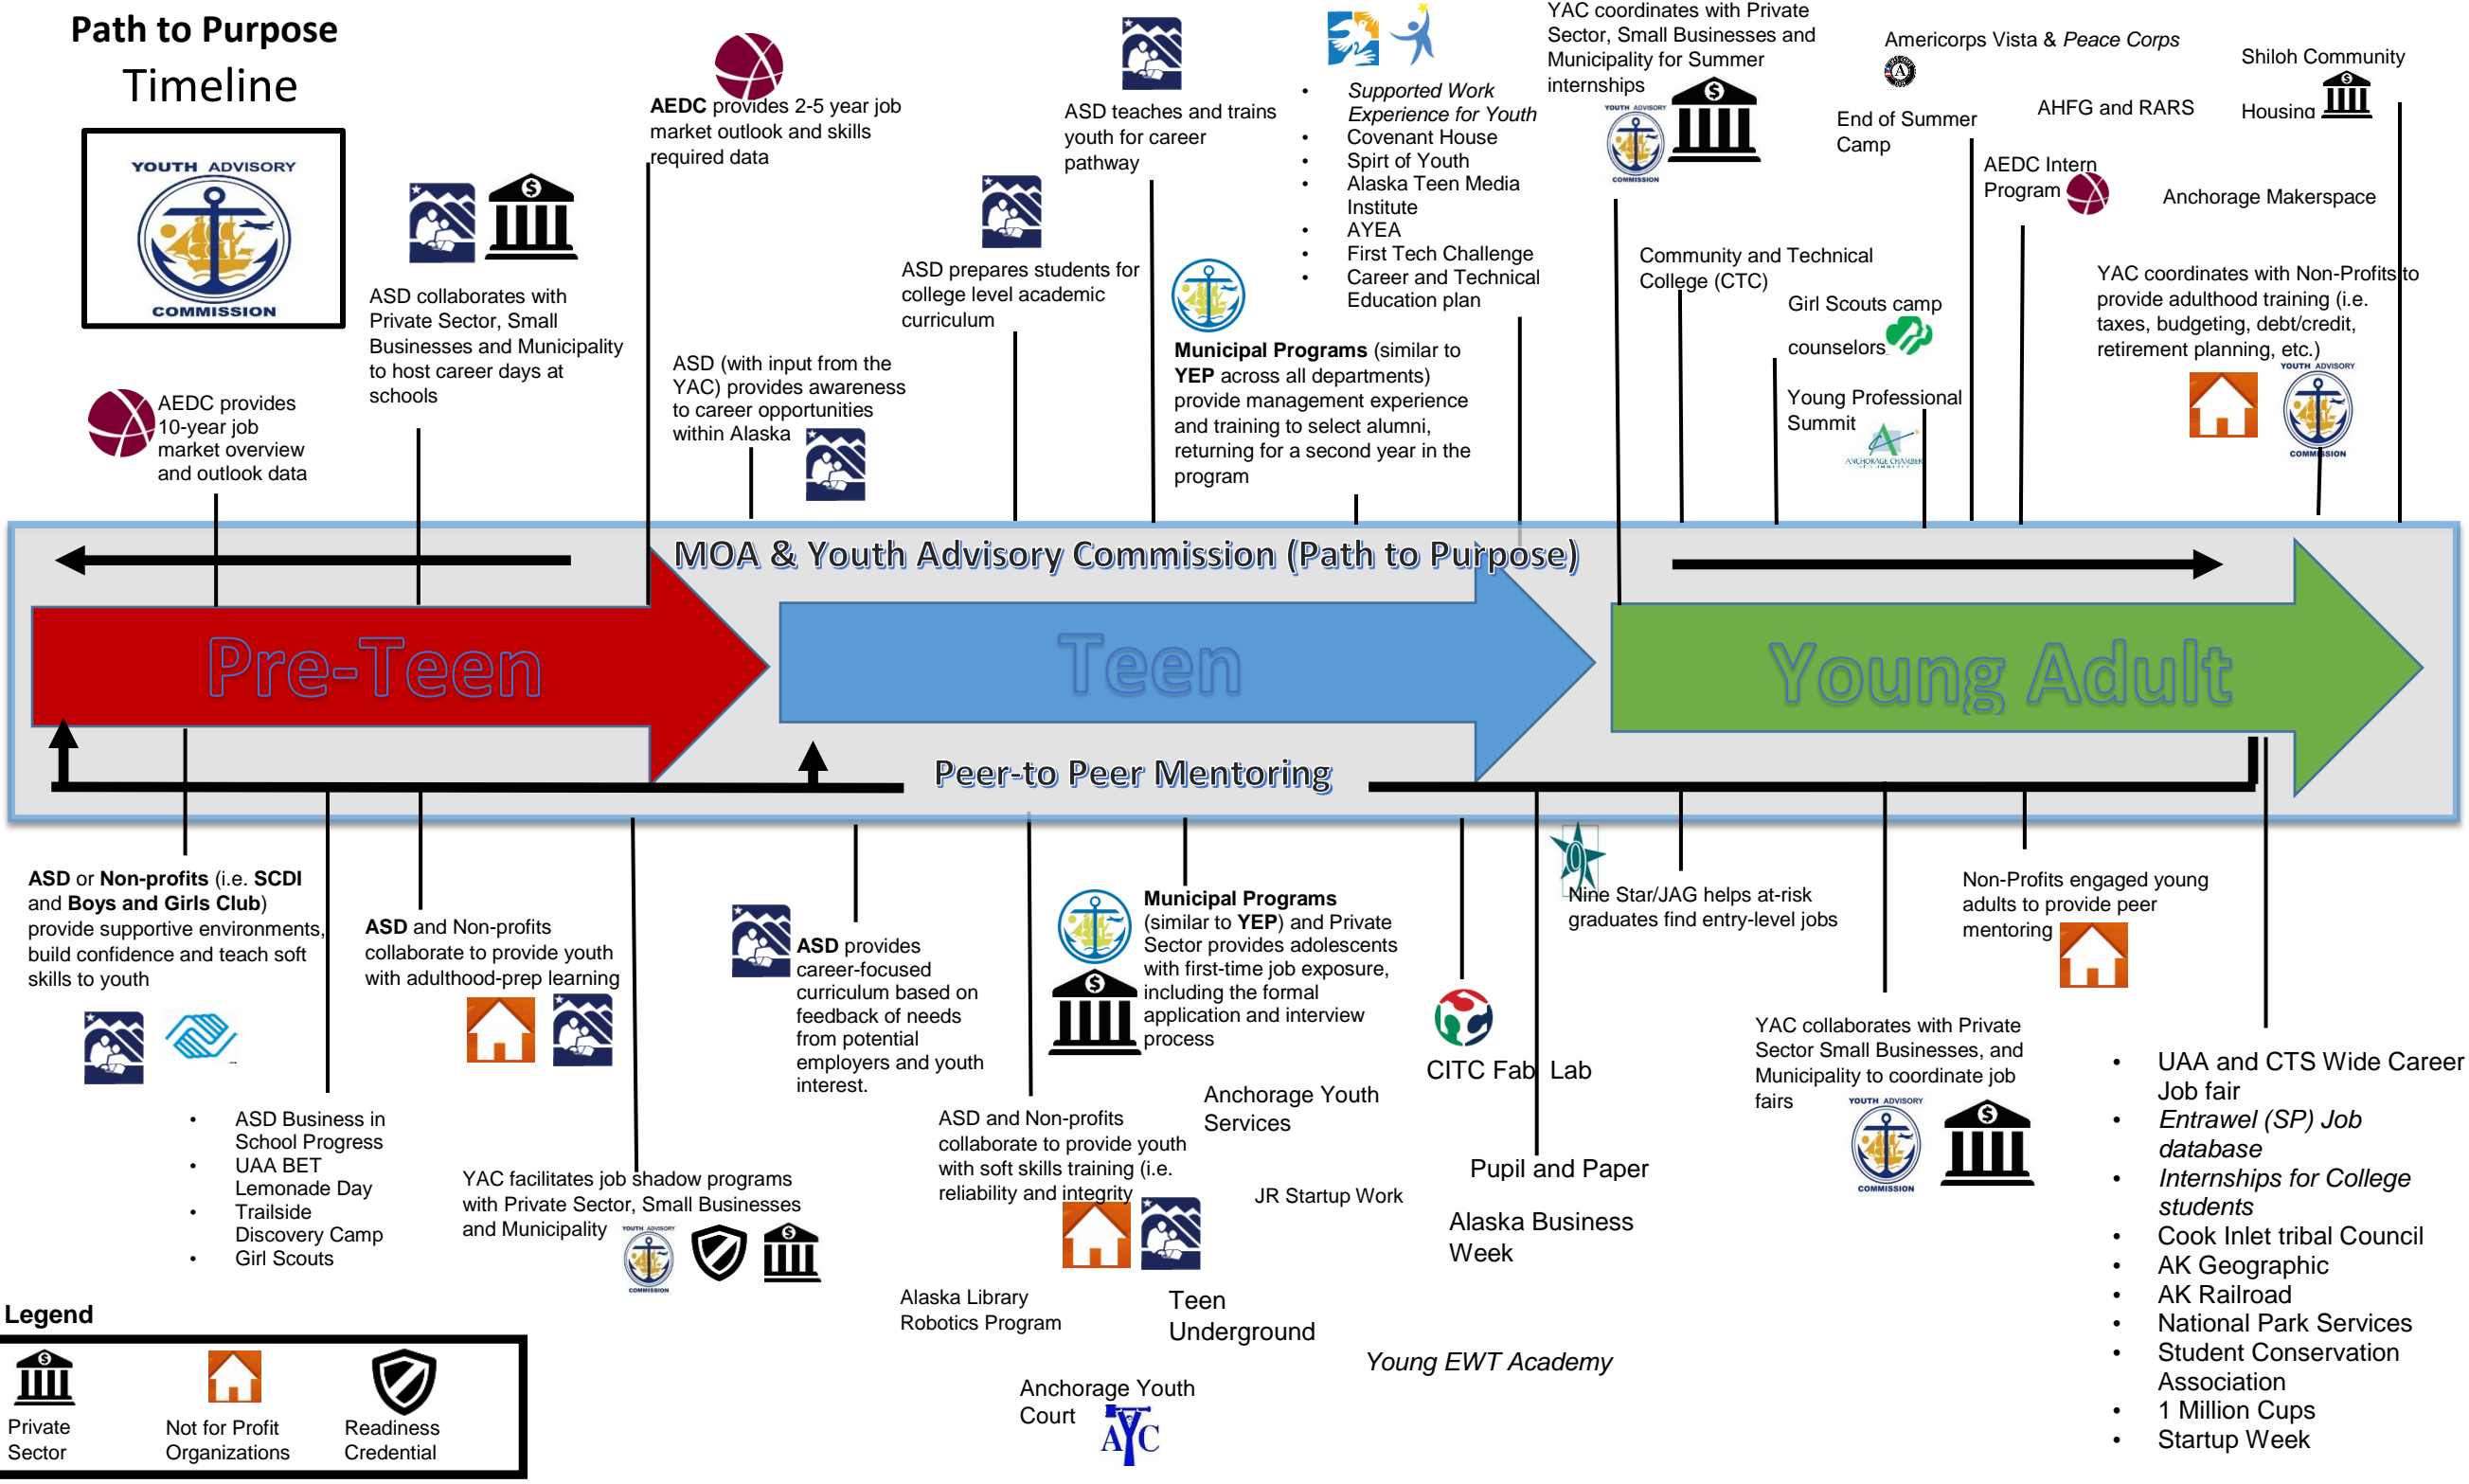 Path to Purpose
Timeline
YOUTH ADVISORY
COMMISSION
AEDC provides
10-year job
market overview
and outlook data
ASD collaborates with
Private Sector, Small
Businesses and Municipality
to host career days at
schools
AEDC provides 2-5 year job
market outlook and skills
required data
ASD (with input from the
YAC) provides awareness
to career opportunities
within Alaska
ASD prepares students for
college level academic
curriculum
ASD teaches and trains
youth for career
pathway
Municipal Programs (similar to
YEP across all departments)
provide management experience
and training to select alumni,
returning for a second year in the
program
• Supported Work
Experience for Youth
• Covenant House
• Spirt of Youth
• Alaska Teen Media
Institute
• AYEA
• First Tech Challenge
• Career and Technical
Education plan
YAC coordinates with Private
Sector, Small Businesses and
Municipality for Summer
internships
YOUTH ADVISORY
COMMISSION
Community and Technical
College (CTC)
Girl Scouts camp
counselors
Young Professional
Summit
ANCHORAGE CHAMBER
Americorps Vista & Peace Corps
End of Summer
Camp
AEDC Intern
Program
AHFG and RARS
Shiloh Community
Housing
Anchorage Makerspace
YAC coordinates with Non-Profits to
provide adulthood training (i.e.
taxes, budgeting, debt/credit,
retirement planning, etc.)
YOUTH ADVISORY
COMMISSION
MOA & Youth Advisory Commission (Path to Purpose)
Pre-Teen
Teen
Young Adult
Peer-to Peer Mentoring
ASD or Non-profits (i.e. SCDI
and Boys and Girls Club)
provide supportive environments,
build confidence and teach soft
skills to youth
• ASD Business in
School Progress
• UAA BET
Lemonade Day
• Trailside
Discovery Camp
• Girl Scouts
ASD and Non-profits
collaborate to provide youth
with adulthood-prep learning
YAC facilitates job shadow programs
with Private Sector, Small Businesses
and Municipality
YOUTH ADVISORY
COMMISSION
ASD provides
career-focused
curriculum based on
feedback of needs
from potential
employers and youth
interest.
ASD and Non-profits
collaborate to provide youth
with soft skills training (i.e.
reliability and integrity
Municipal Programs
(similar to YEP) and Private
Sector provides adolescents
with first-time job exposure,
including the formal
application and interview
process
Anchorage Youth
Services
JR Startup Work
Alaska Library
Robotics Program
Teen
Underground
Anchorage Youth
Court
AYC
Young EWT Academy
CITC Fab Lab
Pupil and Paper
Alaska Business
Week
Nine Star/JAG helps at-risk
graduates find entry-level jobs
YAC collaborates with Private
Sector Small Businesses, and
Municipality to coordinate job
fairs
YOUTH ADVISORY
COMMISSION
Non-Profits engaged young
adults to provide peer
mentoring
• UAA and CTS Wide Career
Job fair
• Entrawel (SP) Job
database
• Internships for College
students
• Cook Inlet tribal Council
• AK Geographic
• AK Railroad
• National Park Services
• Student Conservation
Association
• 1 Million Cups
• Startup Week
Legend
Private
Sector
Not for Profit
Organizations
Readiness
Credential